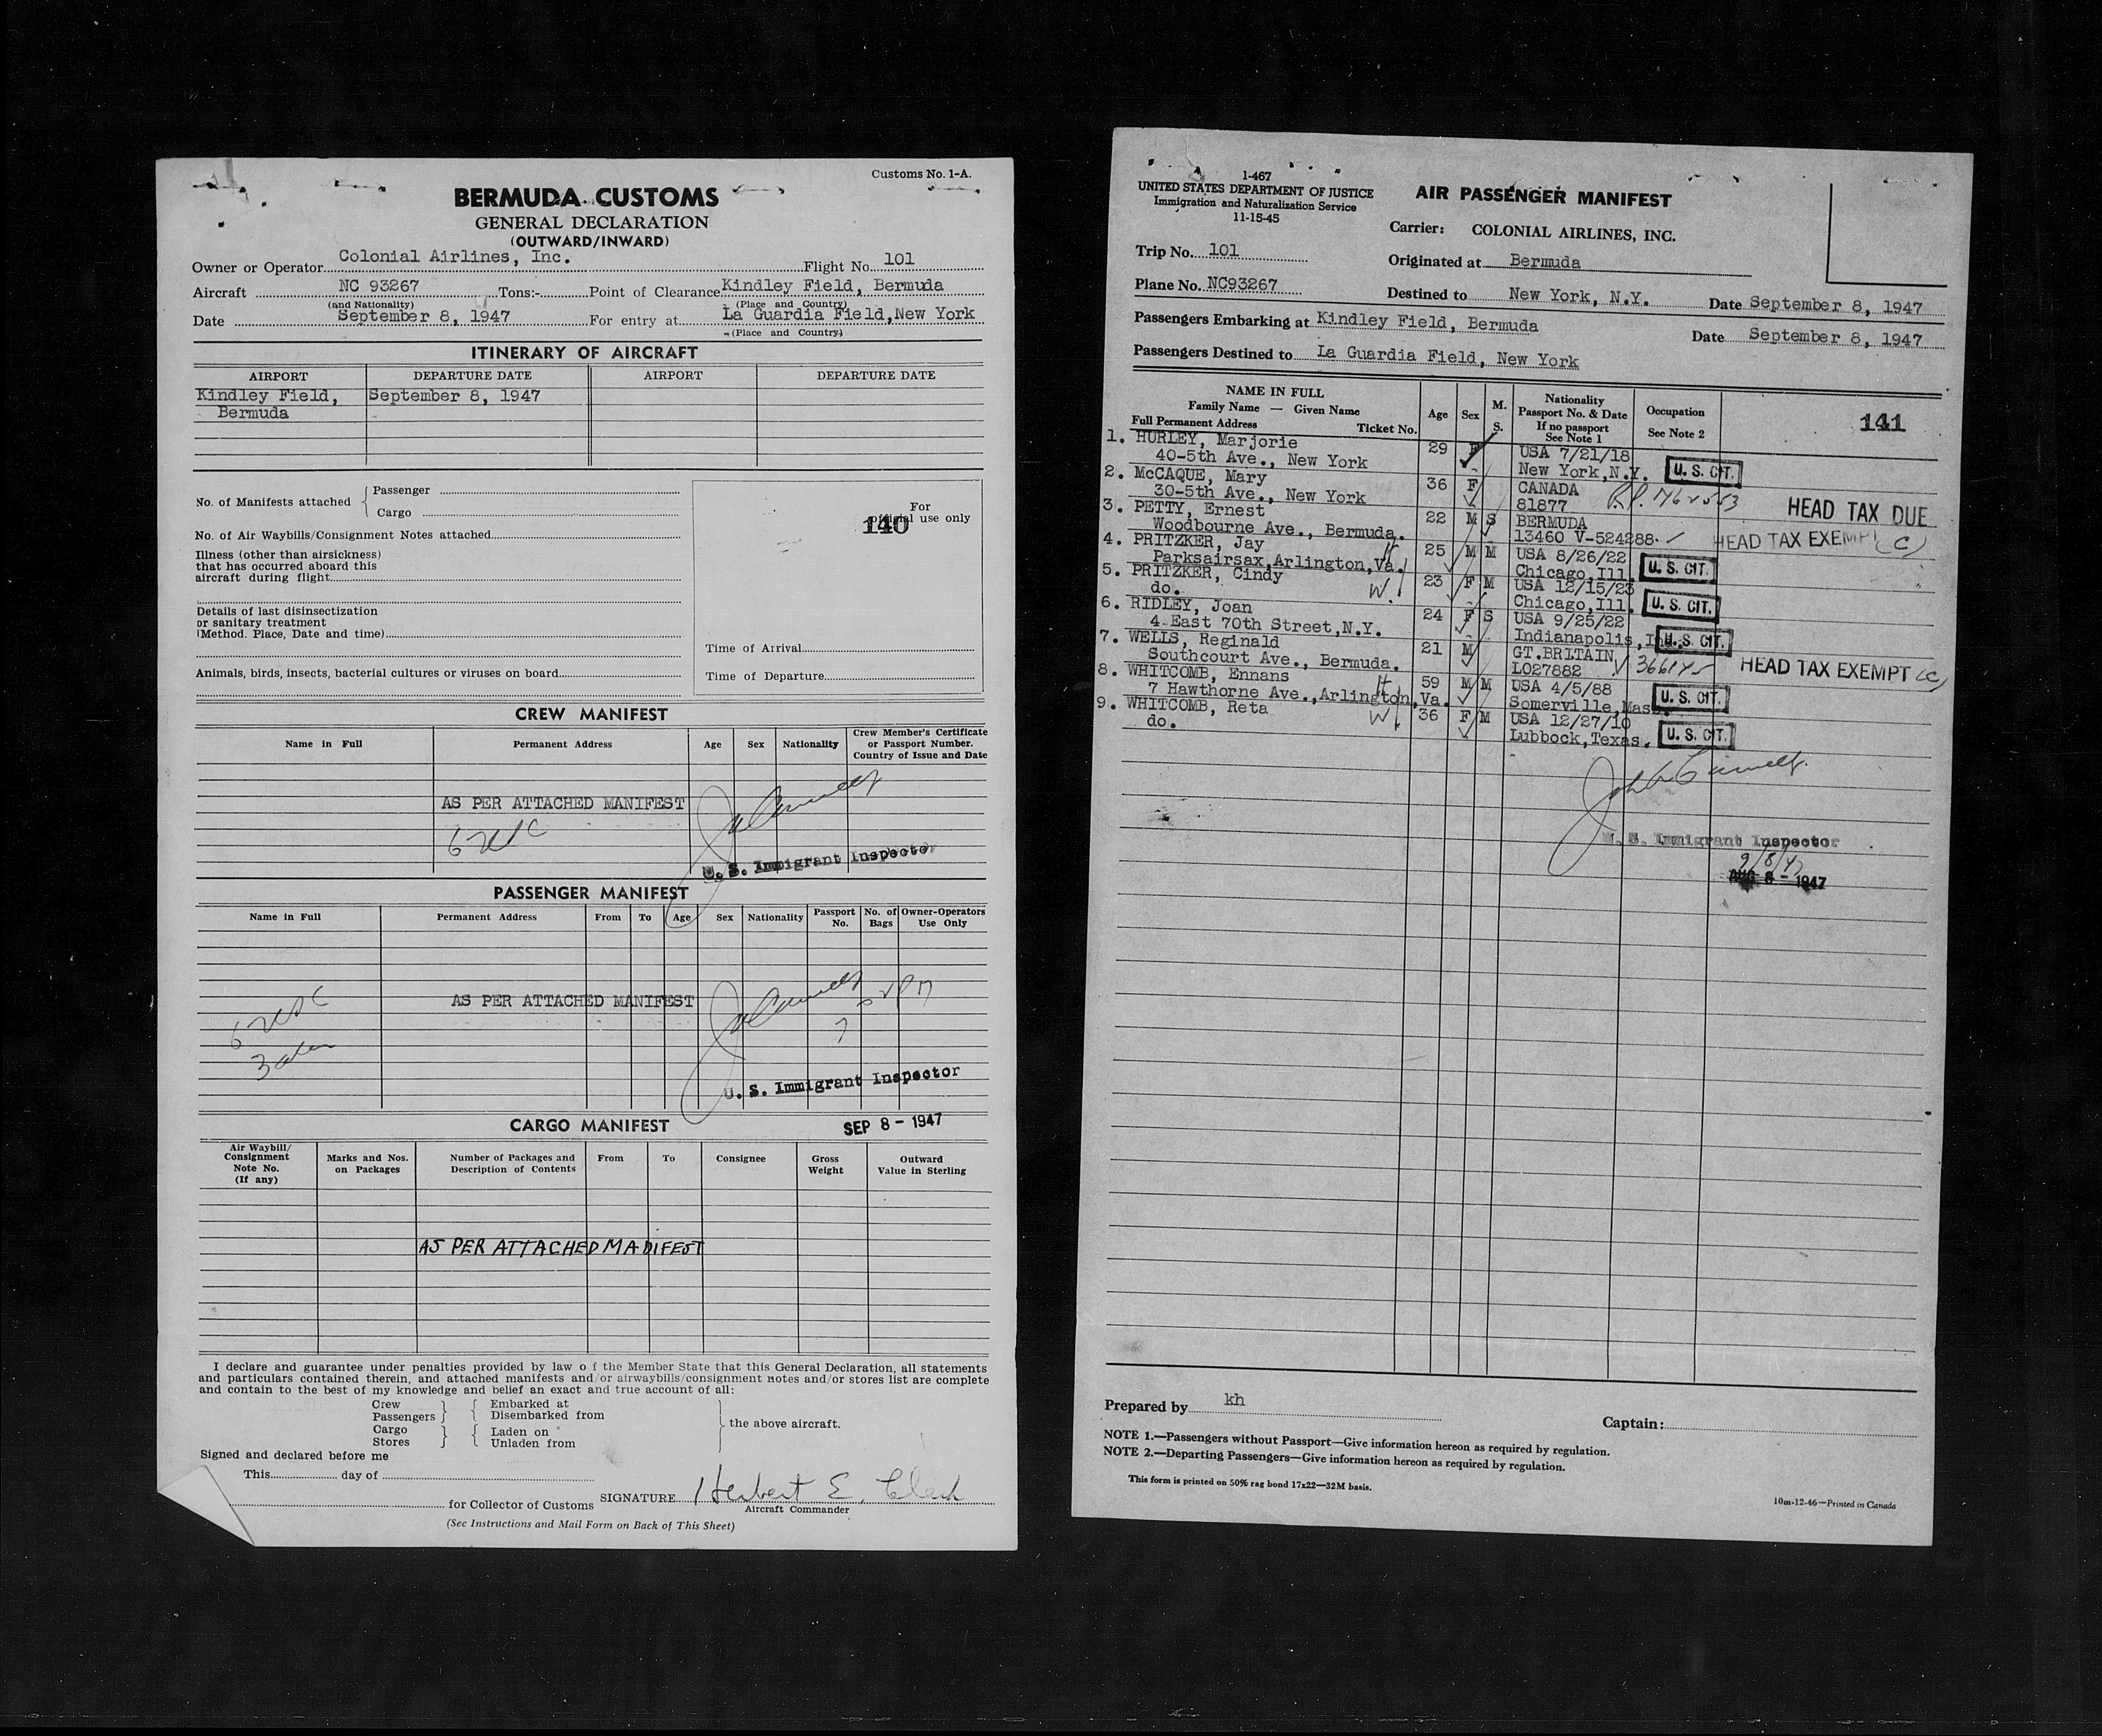 Customs No. 1-A.
BERMUDA CUSTOMS
GENERAL DECLARATION
(OUTWARD/INWARD)
Owner or Operator Colonial Airlines, Inc. Flight No. 101
Aircraft NC 93267 Tons:- Point of Clearance Kindley Field, Bermuda
(and Nationality) (Place and Country)
Date September 8, 1947 For entry at La Guardia Field, New York
(Place and Country)
ITINERARY OF AIRCRAFT
AIRPORT DEPARTURE DATE AIRPORT DEPARTURE DATE
Kindley Field, September 8, 1947
Bermuda
No. of Manifests attached { Passenger
Cargo
For
official use only
140
No. of Air Waybills/Consignment Notes attached
Illness (other than airsickness)
that has occurred aboard this
aircraft during flight
Details of last disinsectization
or sanitary treatment
(Method. Place, Date and time)
Animals, birds, insects, bacterial cultures or viruses on board
Time of Arrival
Time of Departure
CREW MANIFEST
Name in Full Permanent Address Age Sex Nationality Crew Member's Certificate
or Passport Number.
Country of Issue and Date
AS PER ATTACHED MANIFEST
U. S. Immigrant Inspector
PASSENGER MANIFEST
Name in Full Permanent Address From To Age Sex Nationality Passport No. No. of Bags Owner-Operators Use Only
AS PER ATTACHED MANIFEST
U. S. Immigrant Inspector
CARGO MANIFEST
SEP 8 - 1947
Air Waybill/ Consignment Note No. (If any) Marks and Nos. on Packages Number of Packages and Description of Contents From To Consignee Gross Weight Outward Value in Sterling
AS PER ATTACHED MANIFEST
I declare and guarantee under penalties provided by law of the Member State that this General Declaration, all statements
and particulars contained therein, and attached manifests and/or airwaybills/consignment notes and/or stores list are complete
and contain to the best of my knowledge and belief an exact and true account of all:
Crew Embarked at
Passengers Disembarked from
the above aircraft.
Cargo Laden on
Stores Unladen from
Signed and declared before me
This day of
for Collector of Customs SIGNATURE Herbert E. Clark
Aircraft Commander
(See Instructions and Mail Form on Back of This Sheet)
1-467
UNITED STATES DEPARTMENT OF JUSTICE
Immigration and Naturalization Service
11-15-45
AIR PASSENGER MANIFEST
Carrier: COLONIAL AIRLINES, INC.
Trip No. 101 Originated at Bermuda
Plane No. NC93267 Destined to New York, N.Y. Date September 8, 1947
Passengers Embarking at Kindley Field, Bermuda Date September 8, 1947
Passengers Destined to La Guardia Field, New York
NAME IN FULL
Family Name — Given Name
Full Permanent Address Ticket No.
Age Sex M. S.
Nationality
Passport No. & Date
If no passport
See Note 1
Occupation
See Note 2
141
1. HURLEY, Marjorie 29 F USA 7/21/18
40-5th Ave., New York New York, N.Y. U. S. CIT.
2. McCAQUE, Mary 36 F CANADA
30-5th Ave., New York 81877 HEAD TAX DUE
3. PETTY, Ernest 22 M S BERMUDA
Woodbourne Ave., Bermuda. 13460 V-524288. HEAD TAX EXEMPT (C)
4. PRITZKER, Jay 25 M M USA 8/26/22
Parksairsax, Arlington, Va. H Chicago, Ill. U. S. CIT.
5. PRITZKER, Cindy 23 F M USA 12/15/23
do. W. Chicago, Ill. U. S. CIT.
6. RIDLEY, Joan 24 F S USA 9/25/22
4 East 70th Street, N.Y. Indianapolis, In U. S. CIT.
7. WELLS, Reginald 21 M GT. BRITAIN
Southcourt Ave., Bermuda. LO27882 HEAD TAX EXEMPT (C)
8. WHITCOMB, Ennans H 59 M M USA 4/5/88
7 Hawthorne Ave., Arlington, Va. Somerville, Mass. U. S. CIT.
9. WHITCOMB, Reta W 36 F M USA 12/27/10
do. Lubbock, Texas. U. S. CIT.
U. S. Immigrant Inspector
9/8/47
AUG 8 - 1947
Prepared by kh
Captain:
NOTE 1.—Passengers without Passport—Give information hereon as required by regulation.
NOTE 2.—Departing Passengers—Give information hereon as required by regulation.
This form is printed on 50% rag bond 17x22—32M basis.
10m-12-46—Printed in Canada